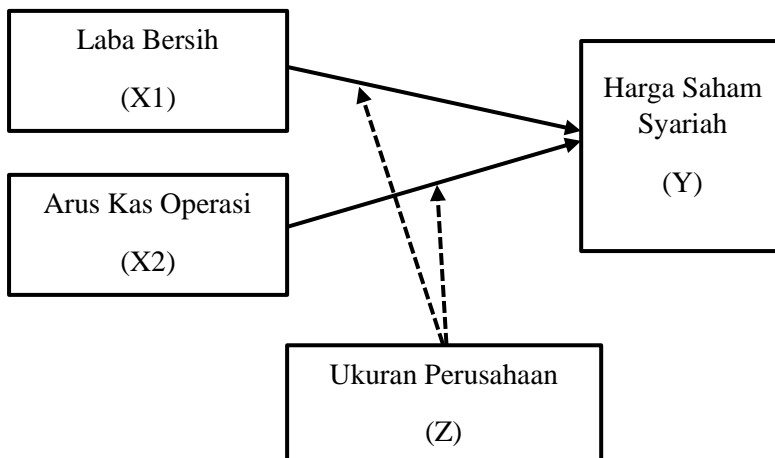 Laba Bersih
(X1)
Harga Saham
Syariah
(Y)
Arus Kas Operasi
(X2)
Ukuran Perusahaan
(Z)